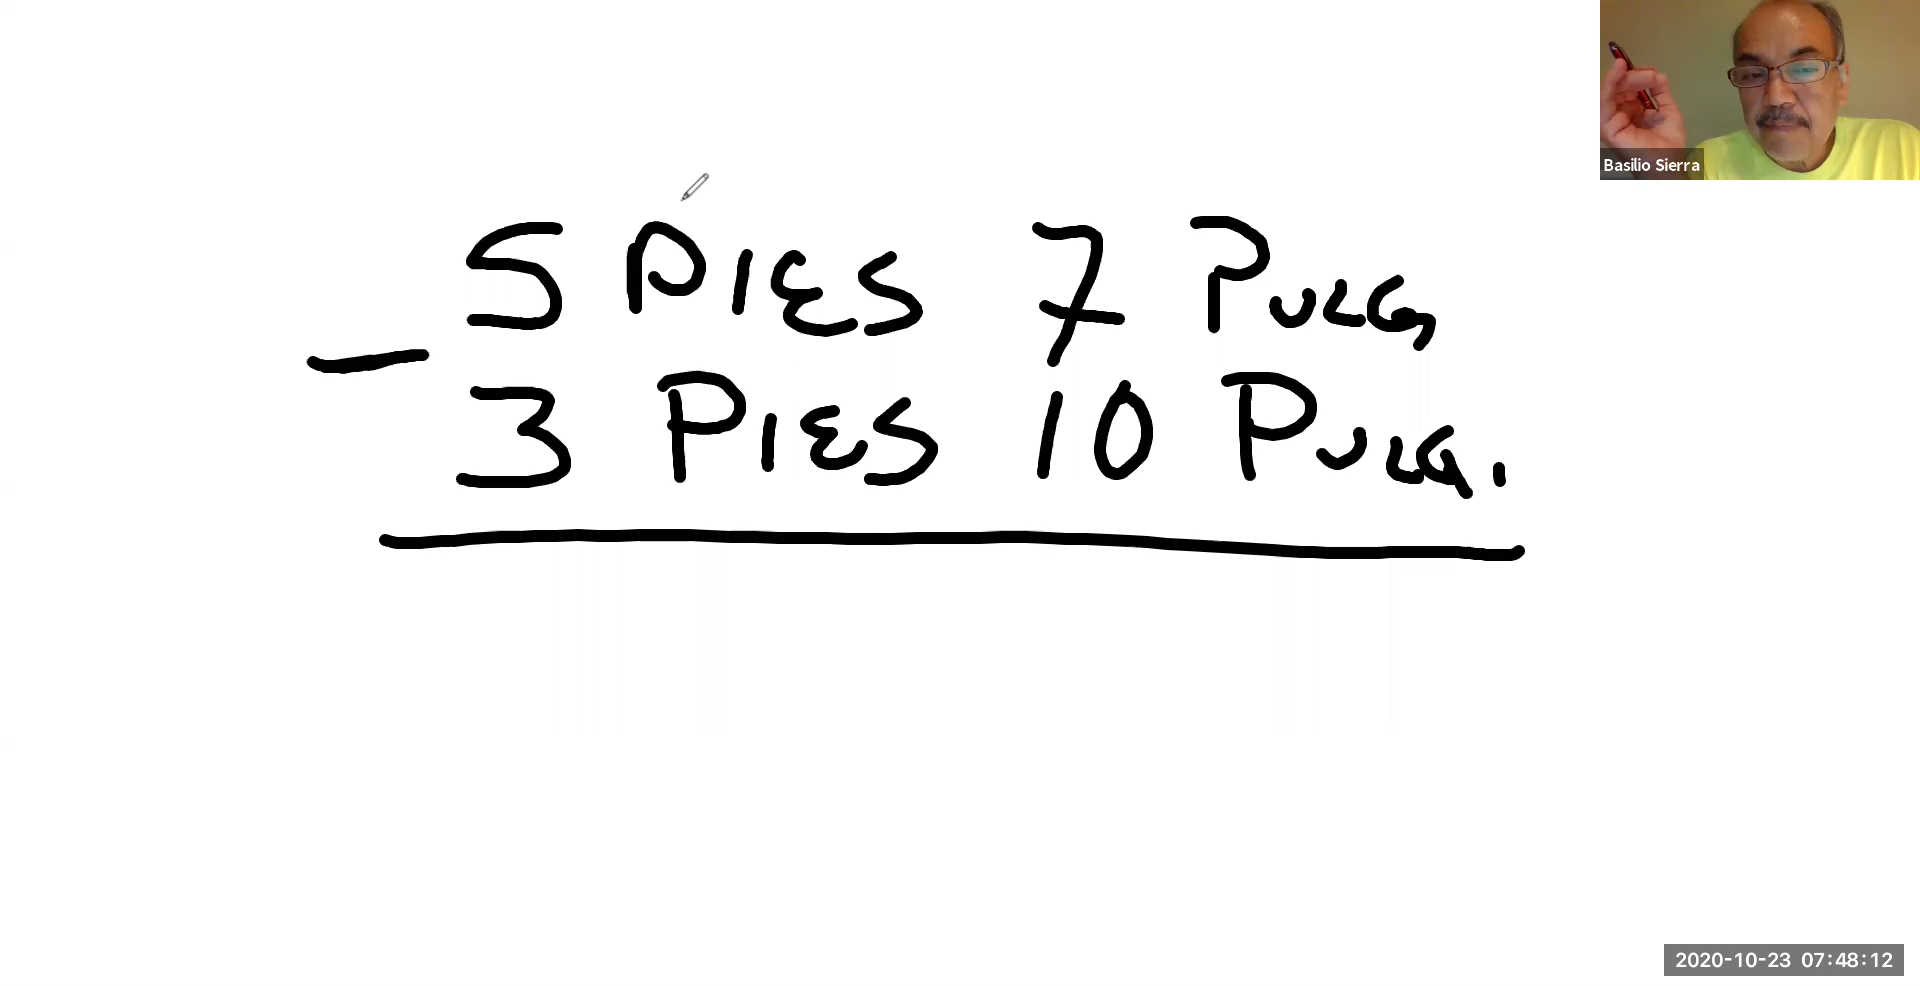 Basilio Sierra
5 PIES 7 PULG,
— 3 PIES 10 PULG.
2020-10-23 07:48:12